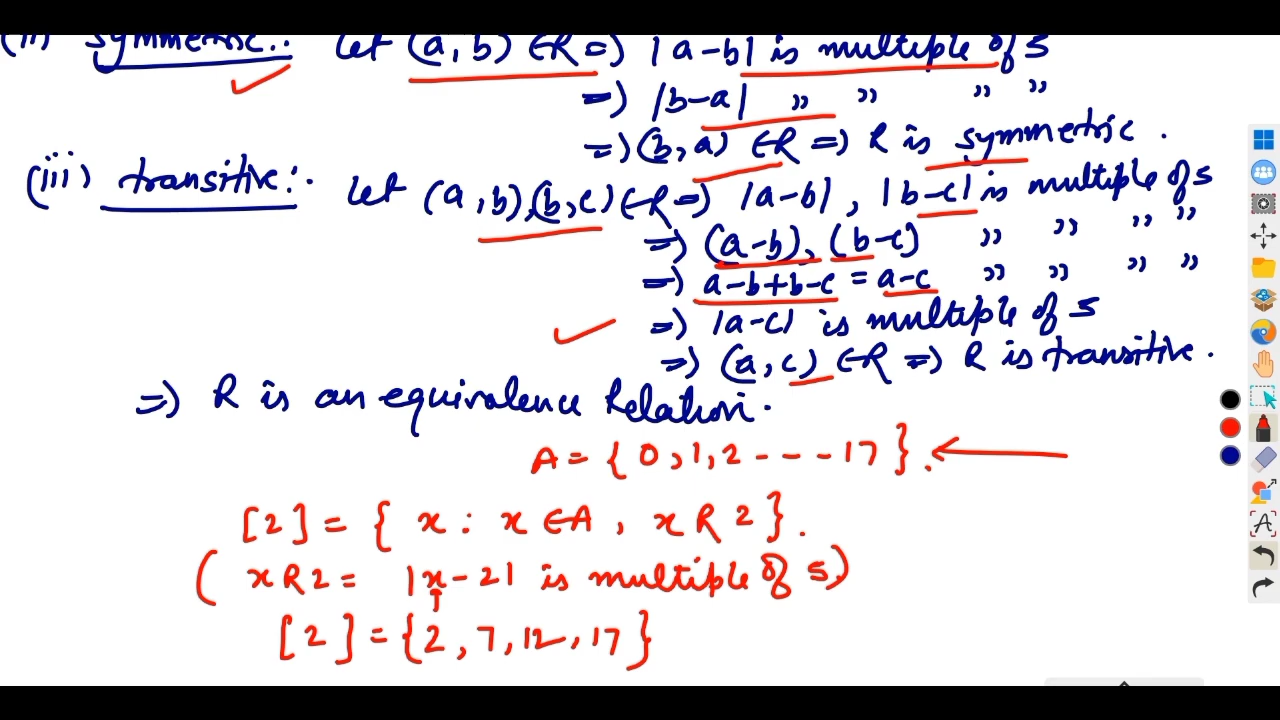 (ii) symmetric:. let (a,b) ∈R =) |a-b| is multiple of 5
=) |b-a| ,, ,, ,, ,,
=) (b,a) ∈R =) R is symmetric.
(iii) transitive:. let (a,b),(b,c) ∈R =) |a-b|, |b-c| is multiple of 5
=) (a-b), (b-c) ,, ,, ,, ,,
=) a-b+b-c = a-c ,, ,, ,, ,,
=) |a-c| is multiple of 5
=) (a,c) ∈R =) R is transitive.
=) R is an equivalence Relation.
A = { 0,1,2 - - - 17 }.
[2] = { x : x ∈A , x R 2 }.
( x R 2 = |x-2| is multiple of 5)
[2] = {2, 7, 12, 17}